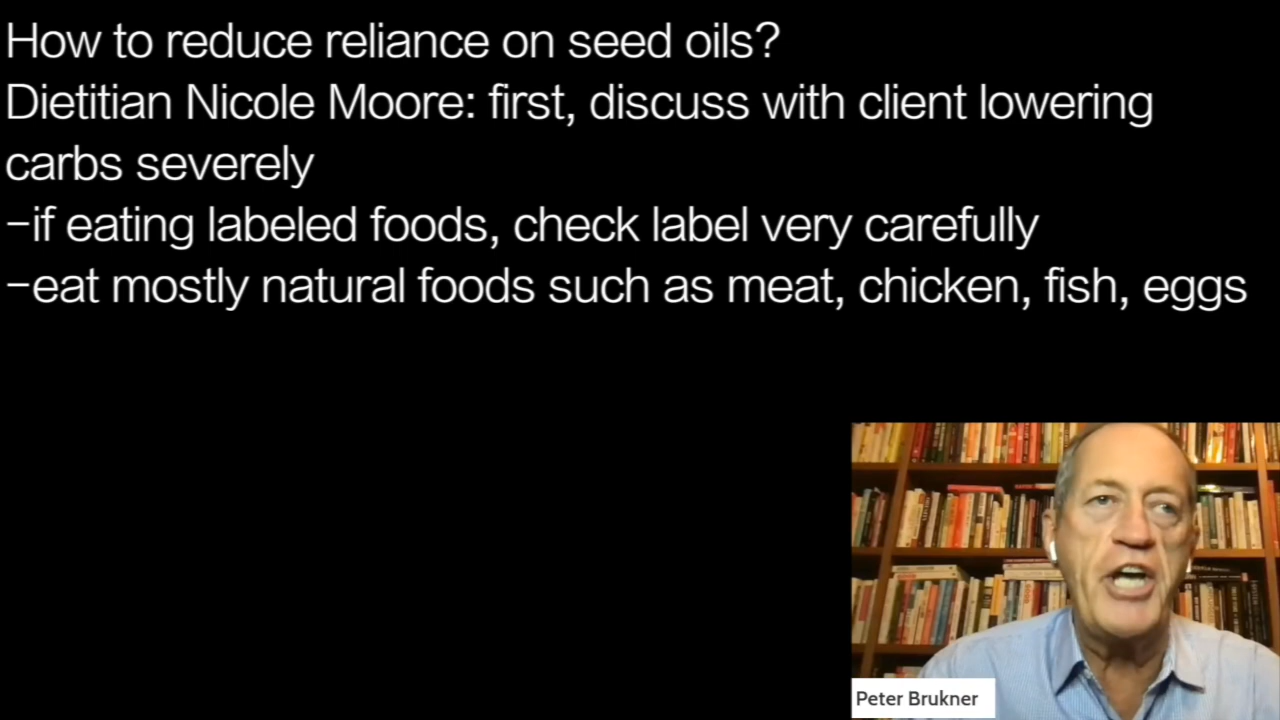 How to reduce reliance on seed oils?
Dietitian Nicole Moore: first, discuss with client lowering
carbs severely
−if eating labeled foods, check label very carefully
−eat mostly natural foods such as meat, chicken, fish, eggs
Peter Brukner